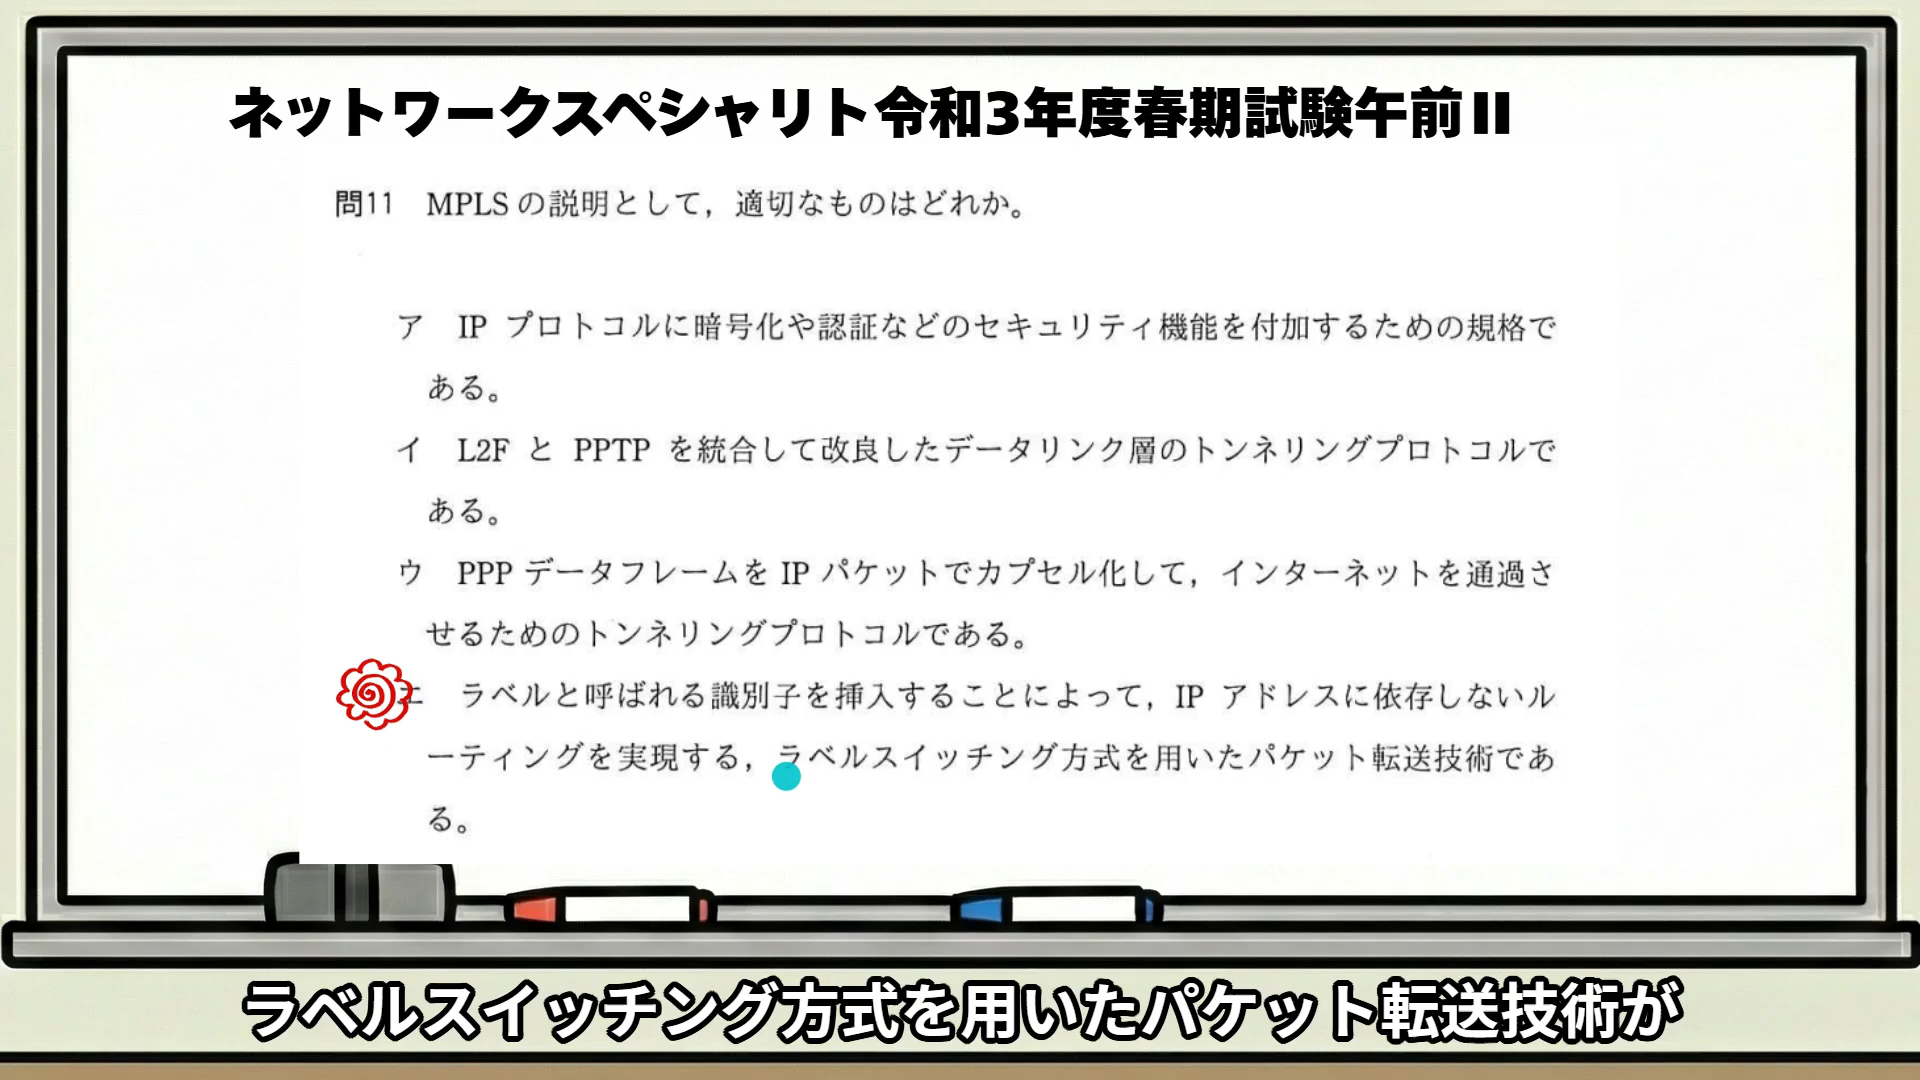 ネットワークスペシャリト令和3年度春期試験午前Ⅱ
問11 MPLSの説明として，適切なものはどれか。
ア IP プロトコルに暗号化や認証などのセキュリティ機能を付加するための規格で
ある。
イ L2F と PPTP を統合して改良したデータリンク層のトンネリングプロトコルで
ある。
ウ PPP データフレームを IP パケットでカプセル化して，インターネットを通過さ
せるためのトンネリングプロトコルである。
エ ラベルと呼ばれる識別子を挿入することによって，IP アドレスに依存しないル
ーティングを実現する，ラベルスイッチング方式を用いたパケット転送技術であ
る。
ラベルスイッチング方式を用いたパケット転送技術が